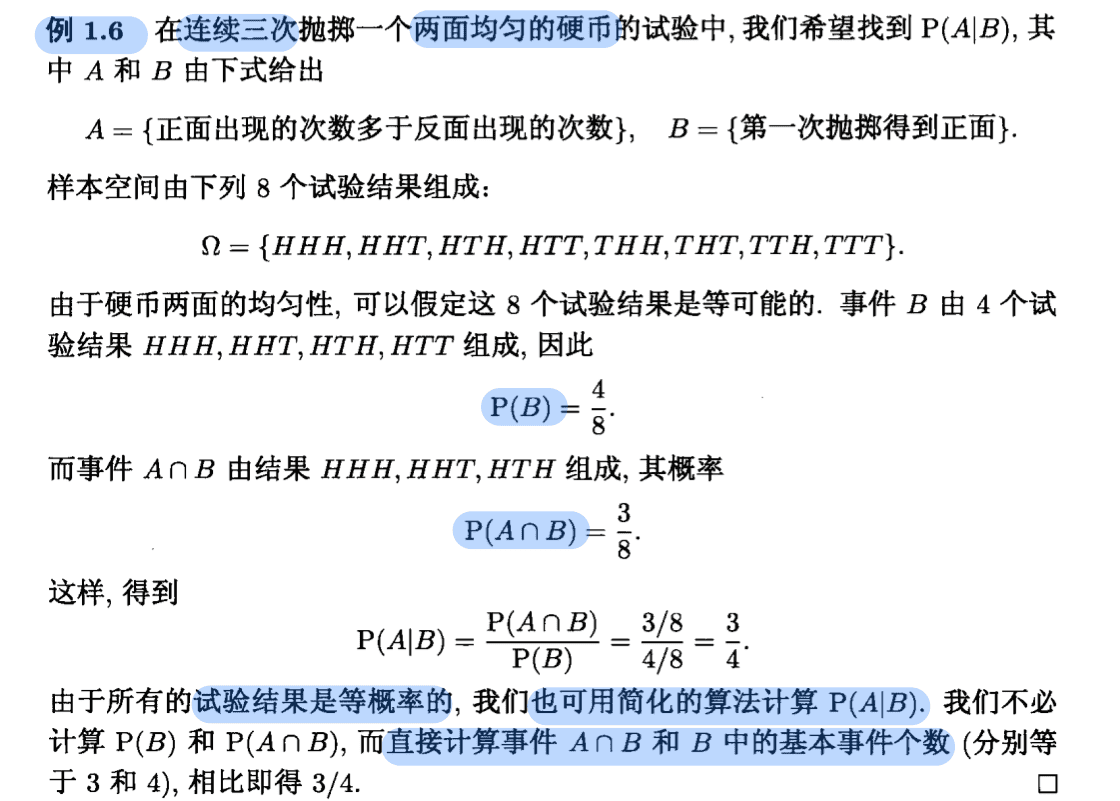 例 1.6 在连续三次抛掷一个两面均匀的硬币的试验中, 我们希望找到 P(A|B), 其
中 A 和 B 由下式给出
A = {正面出现的次数多于反面出现的次数}, B = {第一次抛掷得到正面}.
样本空间由下列 8 个试验结果组成:
Ω = {HHH, HHT, HTH, HTT, THH, THT, TTH, TTT}.
由于硬币两面的均匀性, 可以假定这 8 个试验结果是等可能的. 事件 B 由 4 个试
验结果 HHH, HHT, HTH, HTT 组成, 因此
P(B) = 4/8.
而事件 A∩B 由结果 HHH, HHT, HTH 组成, 其概率
P(A∩B) = 3/8.
这样, 得到
P(A|B) = P(A∩B)/P(B) = 3/8 / 4/8 = 3/4.
由于所有的试验结果是等概率的, 我们也可用简化的算法计算 P(A|B). 我们不必
计算 P(B) 和 P(A∩B), 而直接计算事件 A∩B 和 B 中的基本事件个数 (分别等
于 3 和 4), 相比即得 3/4. □